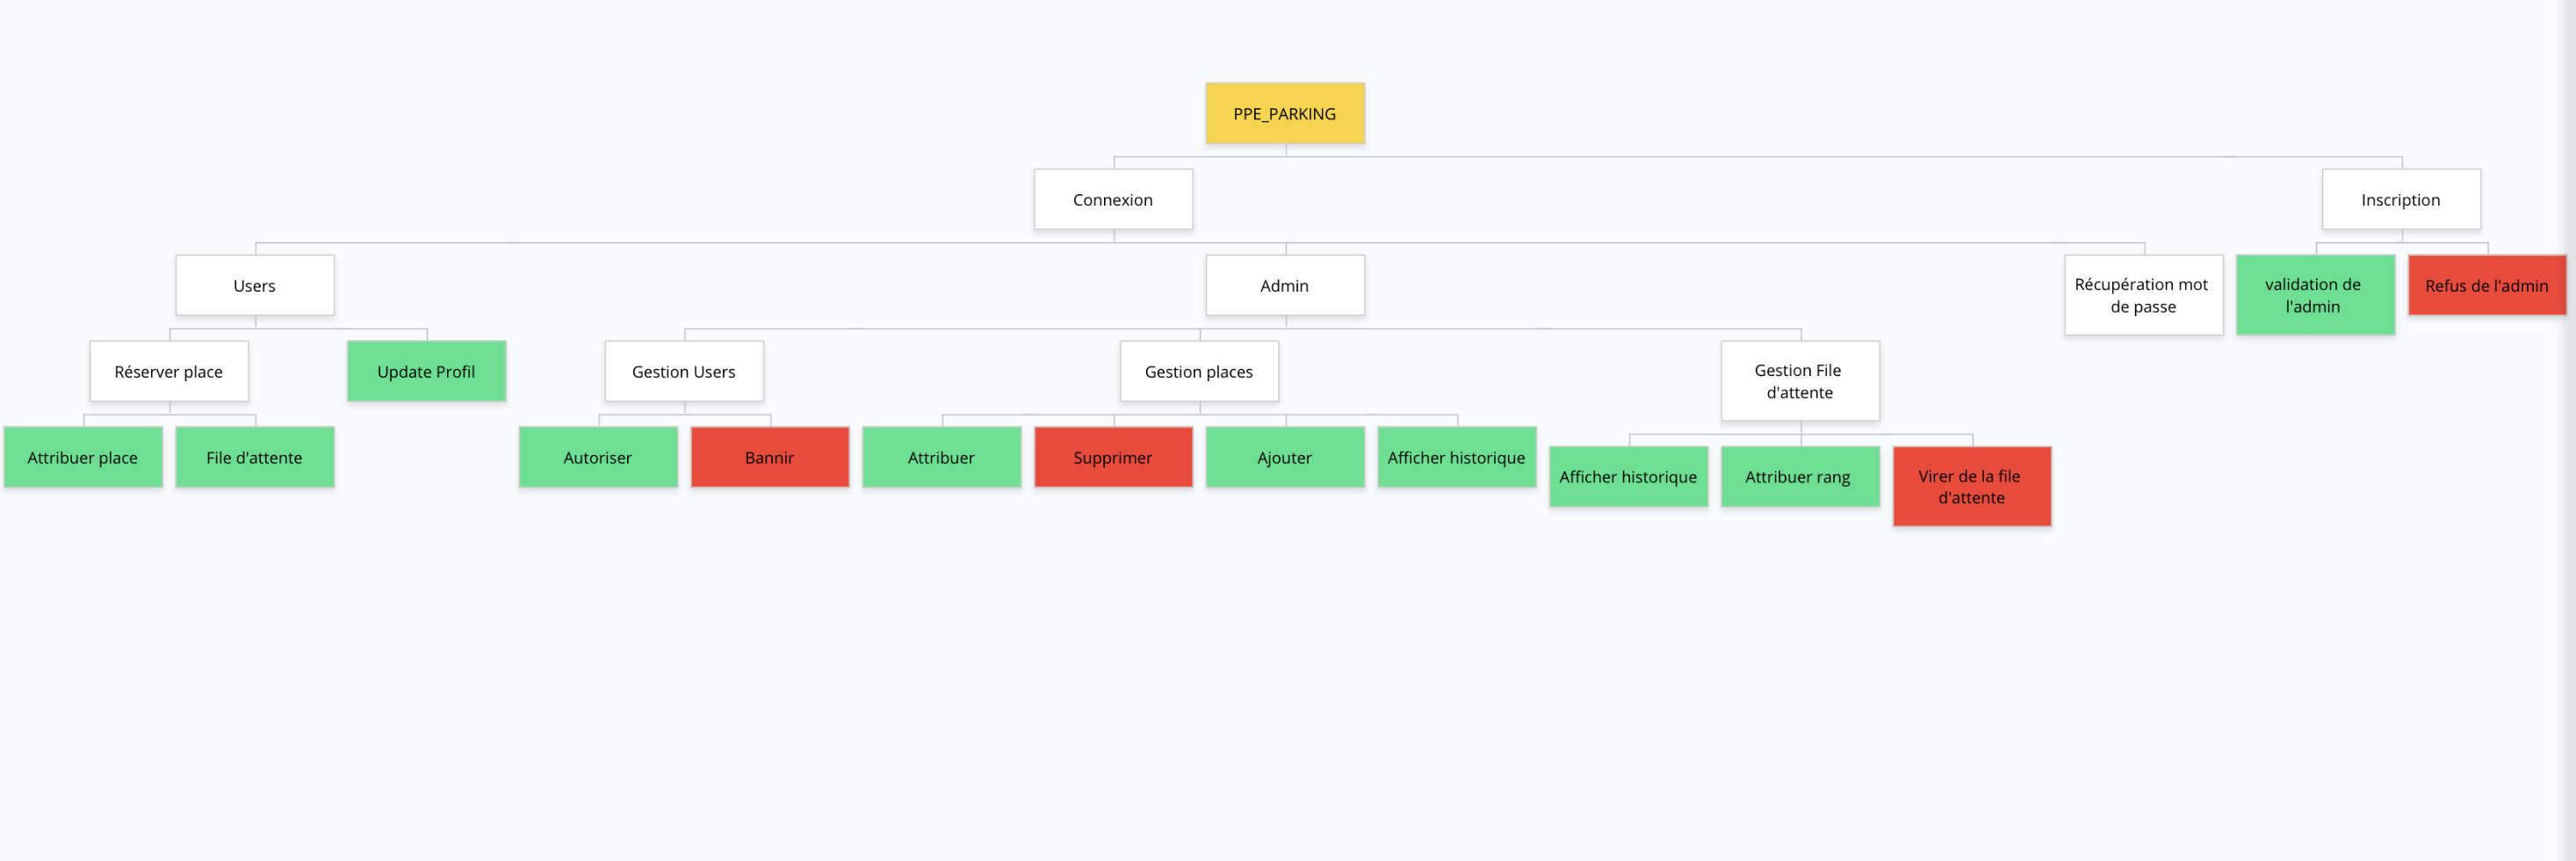 PPE_PARKING
Connexion
Inscription
Users
Admin
Récupération mot
de passe
validation de
l'admin
Refus de l'admin
Réserver place
Update Profil
Gestion Users
Gestion places
Gestion File
d'attente
Attribuer place
File d'attente
Autoriser
Bannir
Attribuer
Supprimer
Ajouter
Afficher historique
Afficher historique
Attribuer rang
Virer de la file
d'attente